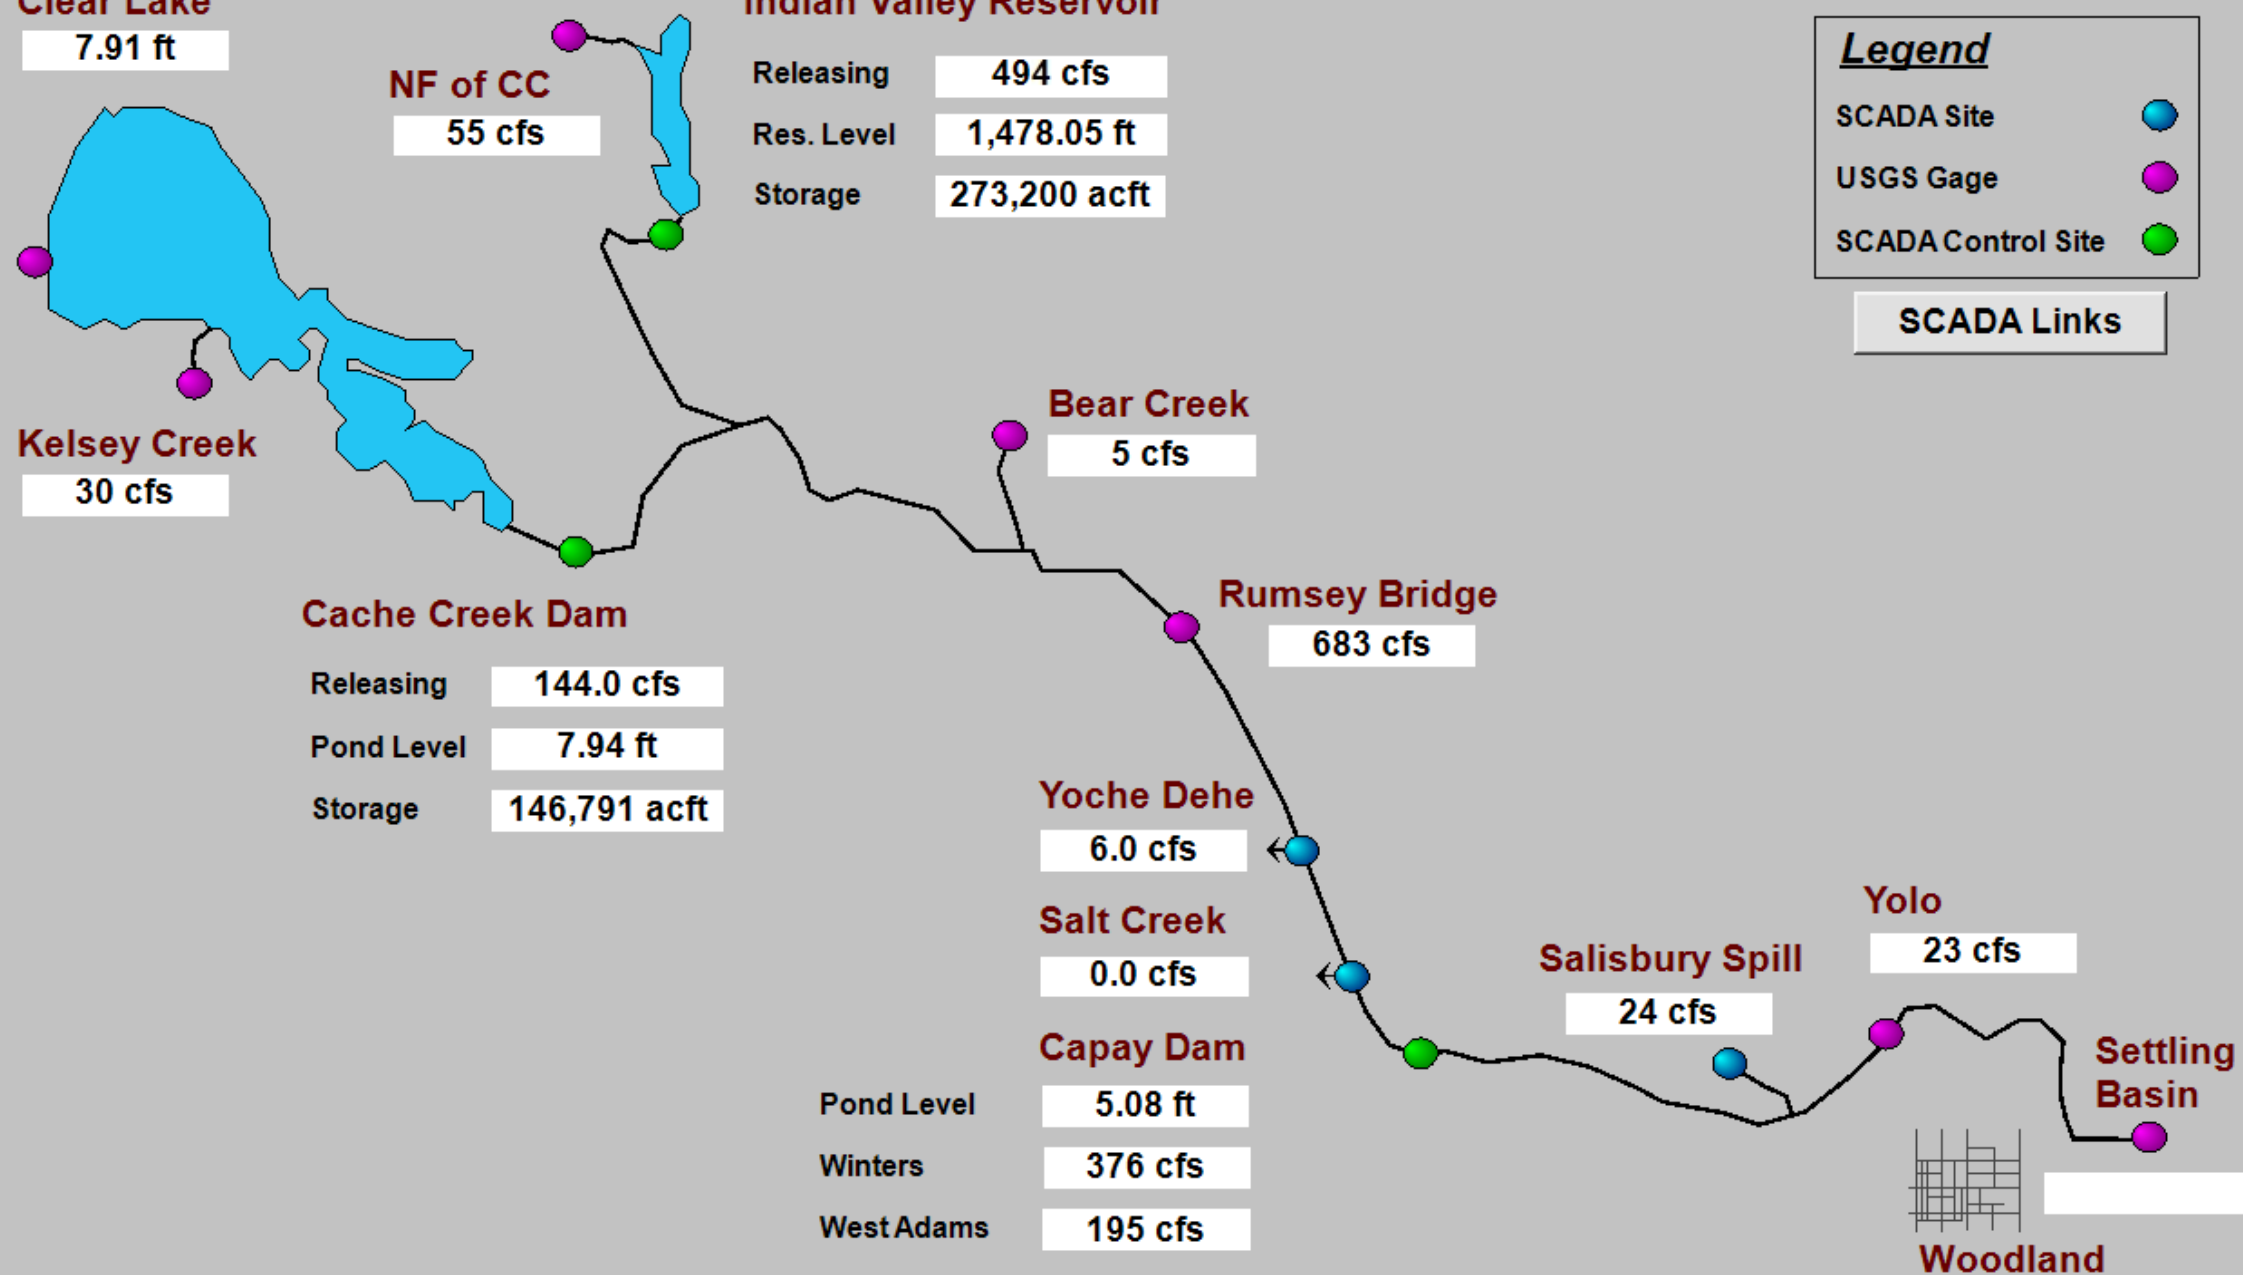 Clear Lake
7.91 ft
NF of CC
55 cfs
Indian Valley Reservoir
Releasing 494 cfs
Res. Level 1,478.05 ft
Storage 273,200 acft
Legend
SCADA Site
USGS Gage
SCADA Control Site
SCADA Links
Kelsey Creek
30 cfs
Bear Creek
5 cfs
Cache Creek Dam
Releasing 144.0 cfs
Pond Level 7.94 ft
Storage 146,791 acft
Rumsey Bridge
683 cfs
Yoche Dehe
6.0 cfs
Salt Creek
0.0 cfs
Capay Dam
Pond Level 5.08 ft
Winters 376 cfs
West Adams 195 cfs
Salisbury Spill
24 cfs
Yolo
23 cfs
Settling
Basin
Woodland